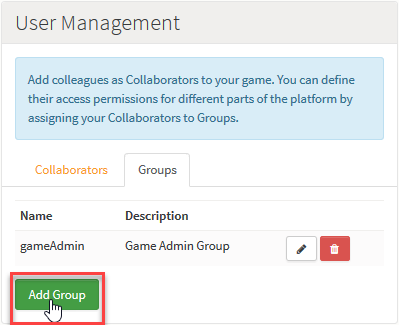 User Management
Add colleagues as Collaborators to your game. You can define
their access permissions for different parts of the platform by
assigning your Collaborators to Groups.
Collaborators Groups
Name Description
gameAdmin Game Admin Group
Add Group